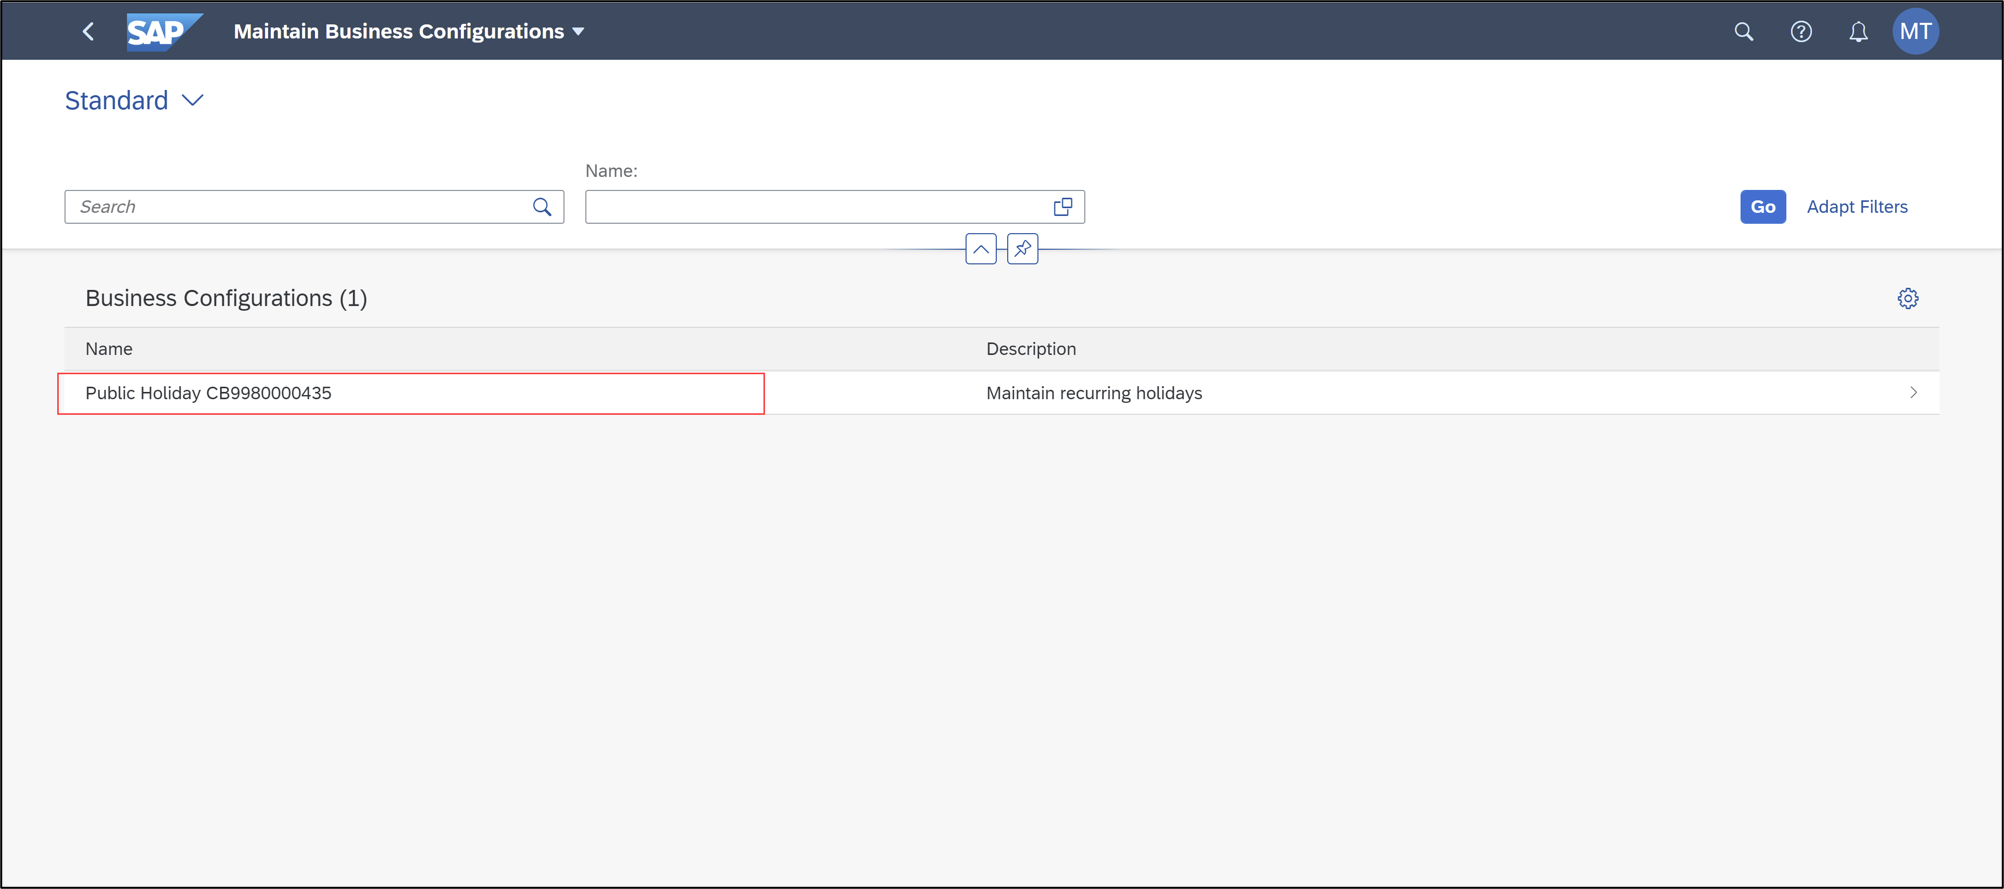 SAP Maintain Business Configurations MT
Standard
Name:
Search
Go Adapt Filters
Business Configurations (1)
Name Description
Public Holiday CB9980000435 Maintain recurring holidays